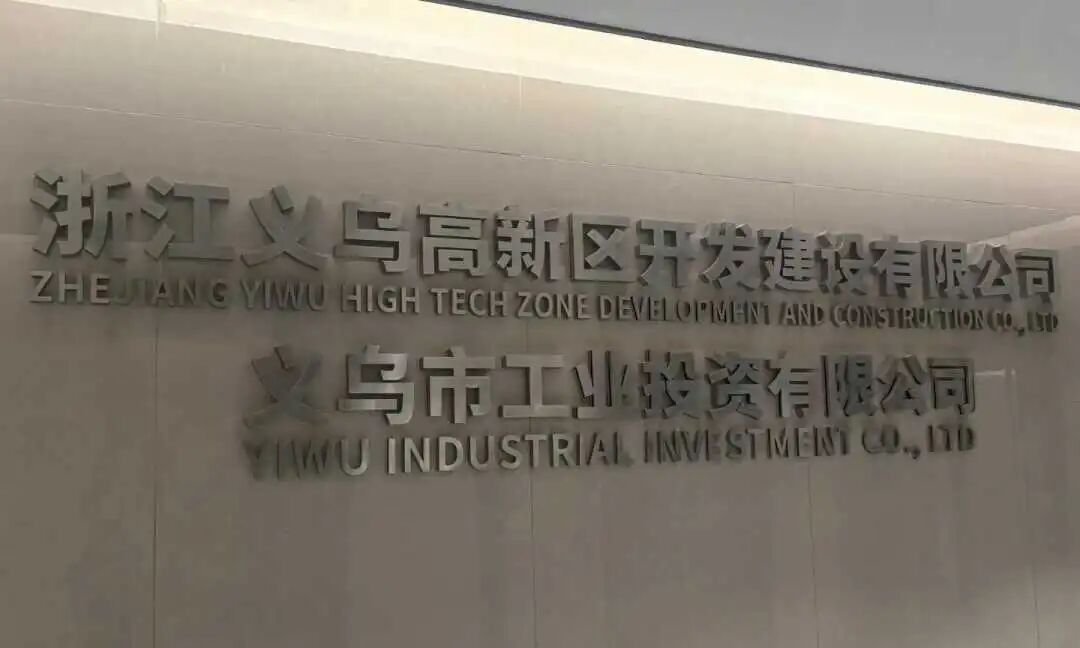 浙江义乌高新区开发建设有限公司
ZHEJIANG YIWU HIGH TECH ZONE DEVELOPMENT AND CONSTRUCTION CO., LTD
义乌市工业投资有限公司
YIWU INDUSTRIAL INVESTMENT CO., LTD